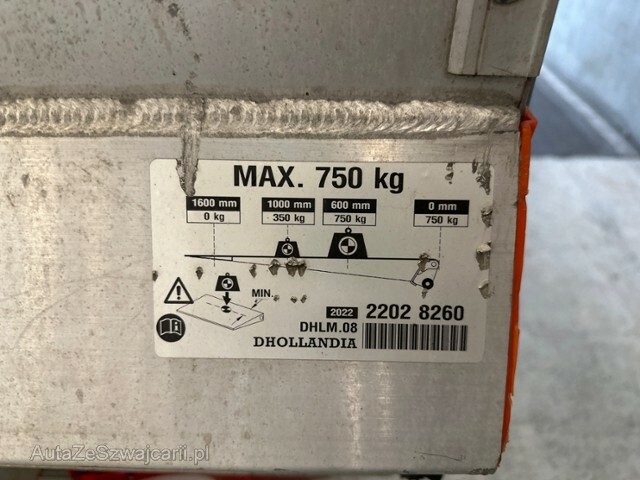 MAX. 750 kg
1600 mm 1000 mm 600 mm 0 mm
0 kg 350 kg 750 kg 750 kg
MIN.
2022 2202 8260
DHLM.08
DHOLLANDIA
AutaZeSzwajcarii.pl